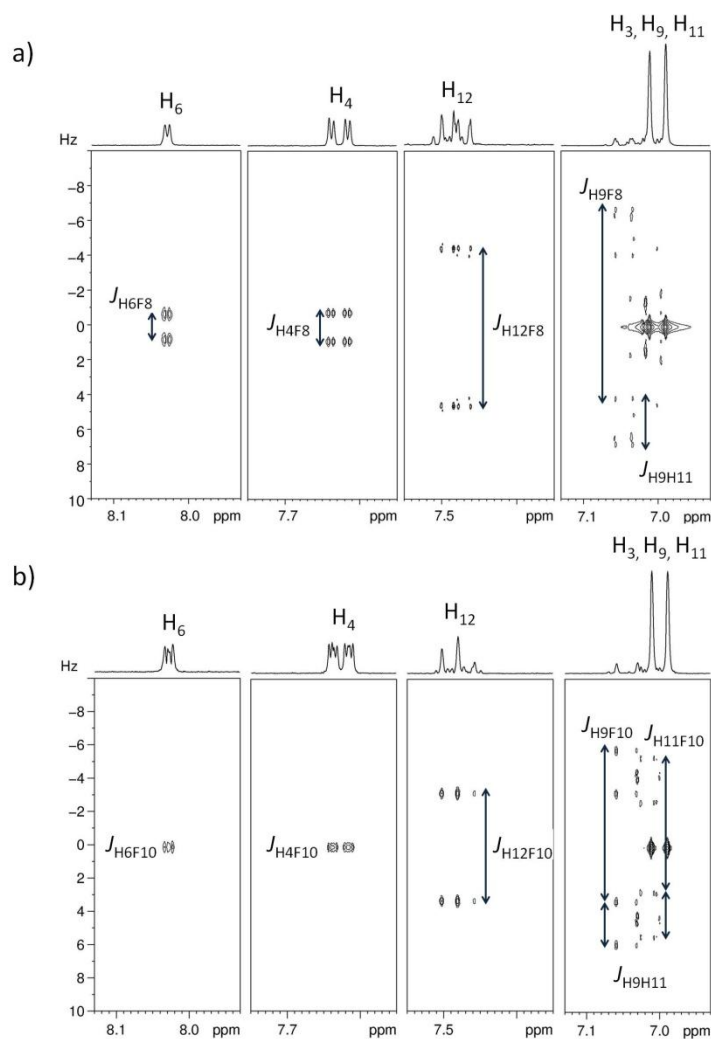 a)
H6
H4
H12
H3, H9, H11
Hz
-8
-6
-4
-2
0
2
4
6
8
10
JH6F8
JH4F8
JH12F8
JH9F8
JH9H11
8.1 8.0 ppm
7.7 ppm
7.5 ppm
7.1 7.0 ppm
b)
H6
H4
H12
H3, H9, H11
Hz
-8
-6
-4
-2
0
2
4
6
8
10
JH6F10
JH4F10
JH12F10
JH9F10
JH11F10
JH9H11
8.1 8.0 ppm
7.7 ppm
7.5 ppm
7.1 7.0 ppm